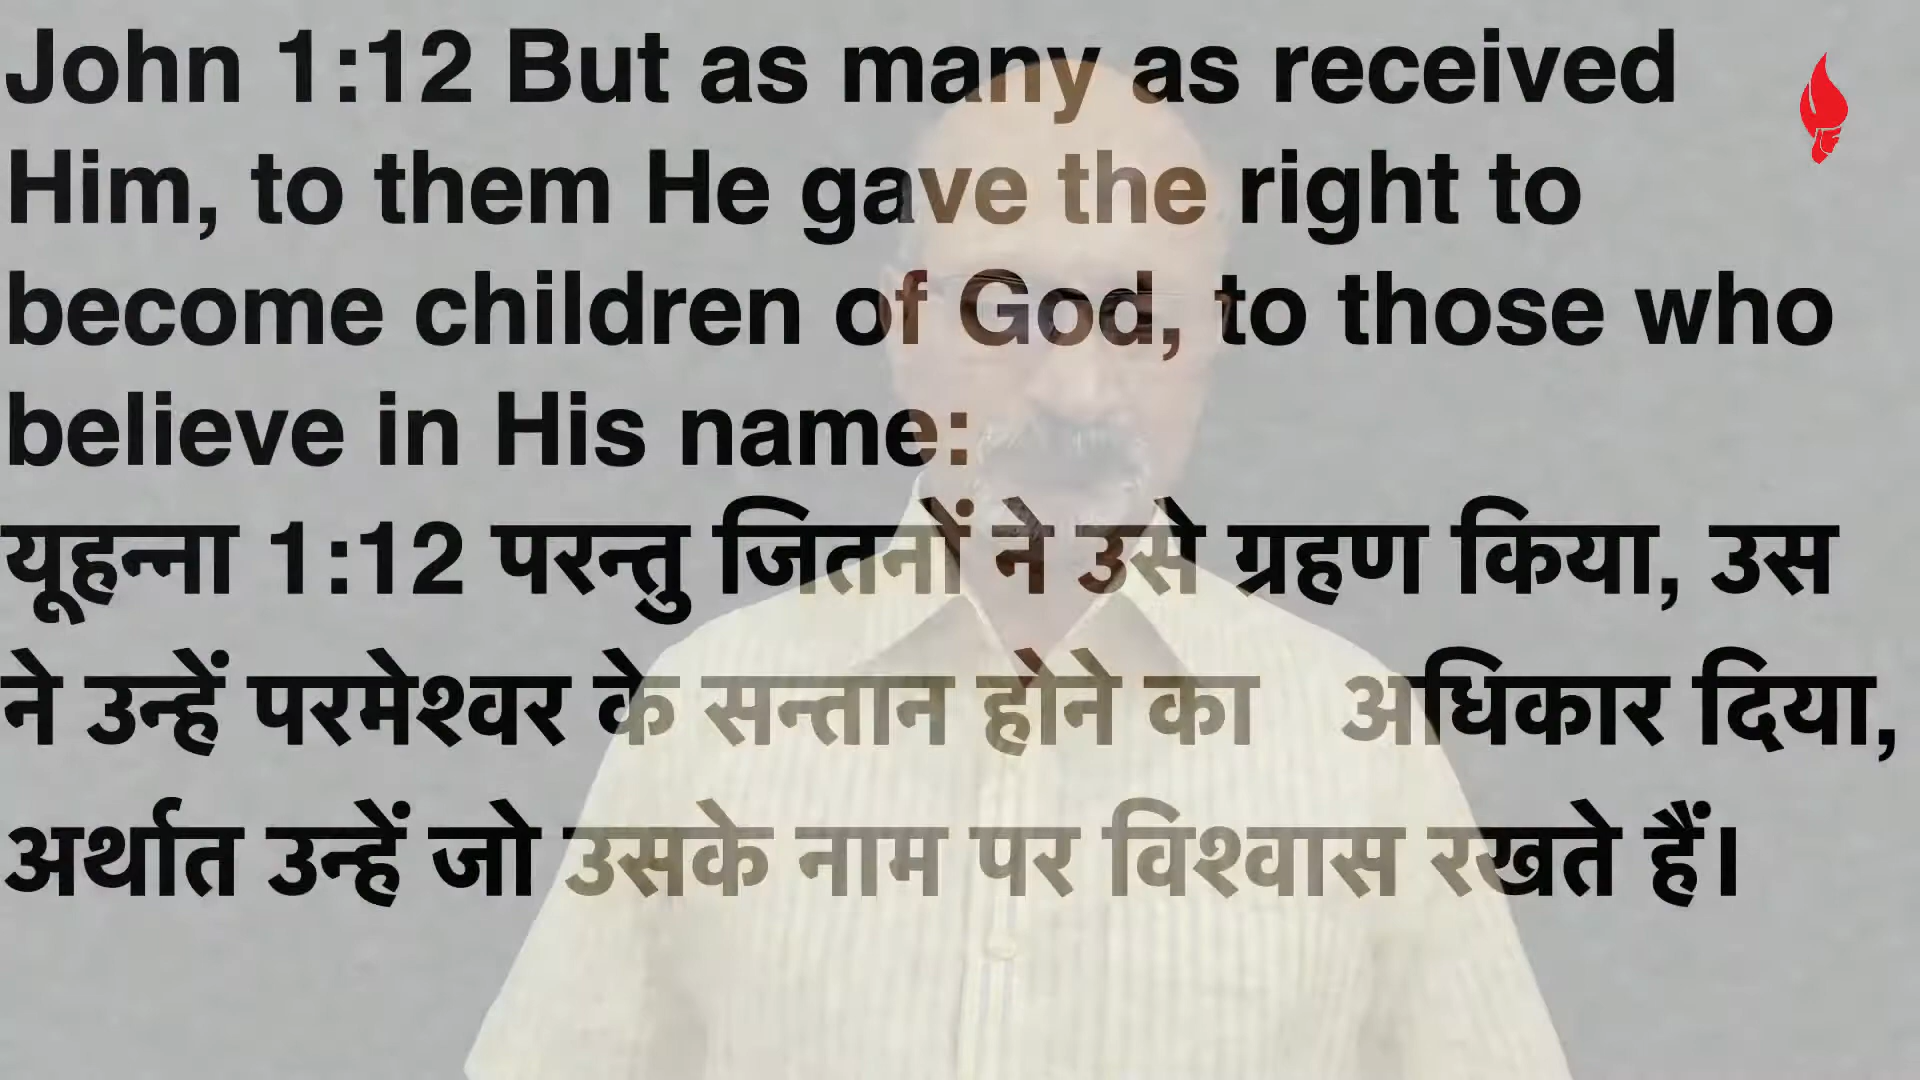 John 1:12 But as many as received
Him, to them He gave the right to
become children of God, to those who
believe in His name:
यूहन्ना 1:12 परन्तु जितनों ने उसे ग्रहण किया, उस
ने उन्हें परमेश्वर के सन्तान होने का अधिकार दिया,
अर्थात उन्हें जो उसके नाम पर विश्वास रखते हैं।